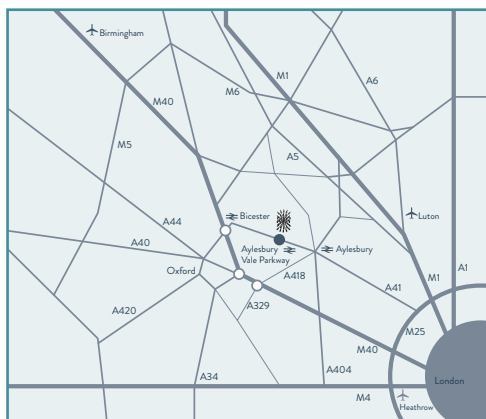 Birmingham
M1
A6
M6
M40
M5
A5
A44
Bicester
Luton
A40
Aylesbury
Vale Parkway
Aylesbury
Oxford
A418
M1
A1
A41
A329
A420
M25
M40
A34
A404
London
M4
Heathrow